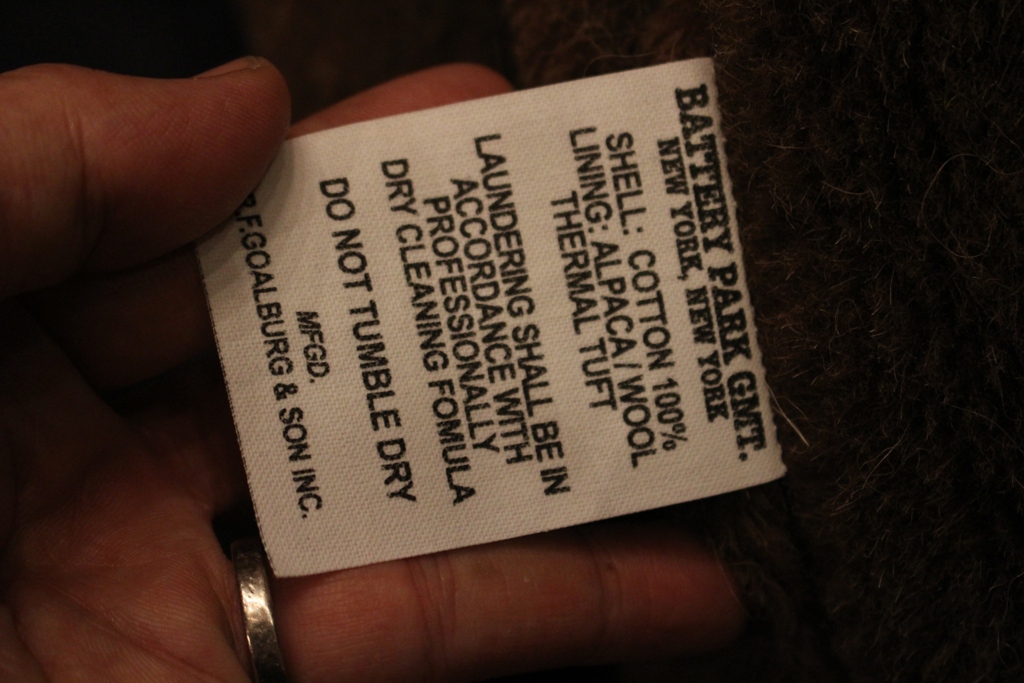 BATTERY PARK GMT.
NEW YORK, NEW YORK
SHELL: COTTON 100%
LINING: ALPACA/WOOL
THERMAL TUFT
LAUNDERING SHALL BE IN
ACCORDANCE WITH
PROFESSIONALLY
DRY CLEANING FOMULA
DO NOT TUMBLE DRY
MFGD.
F.GOALBURG & SON INC.